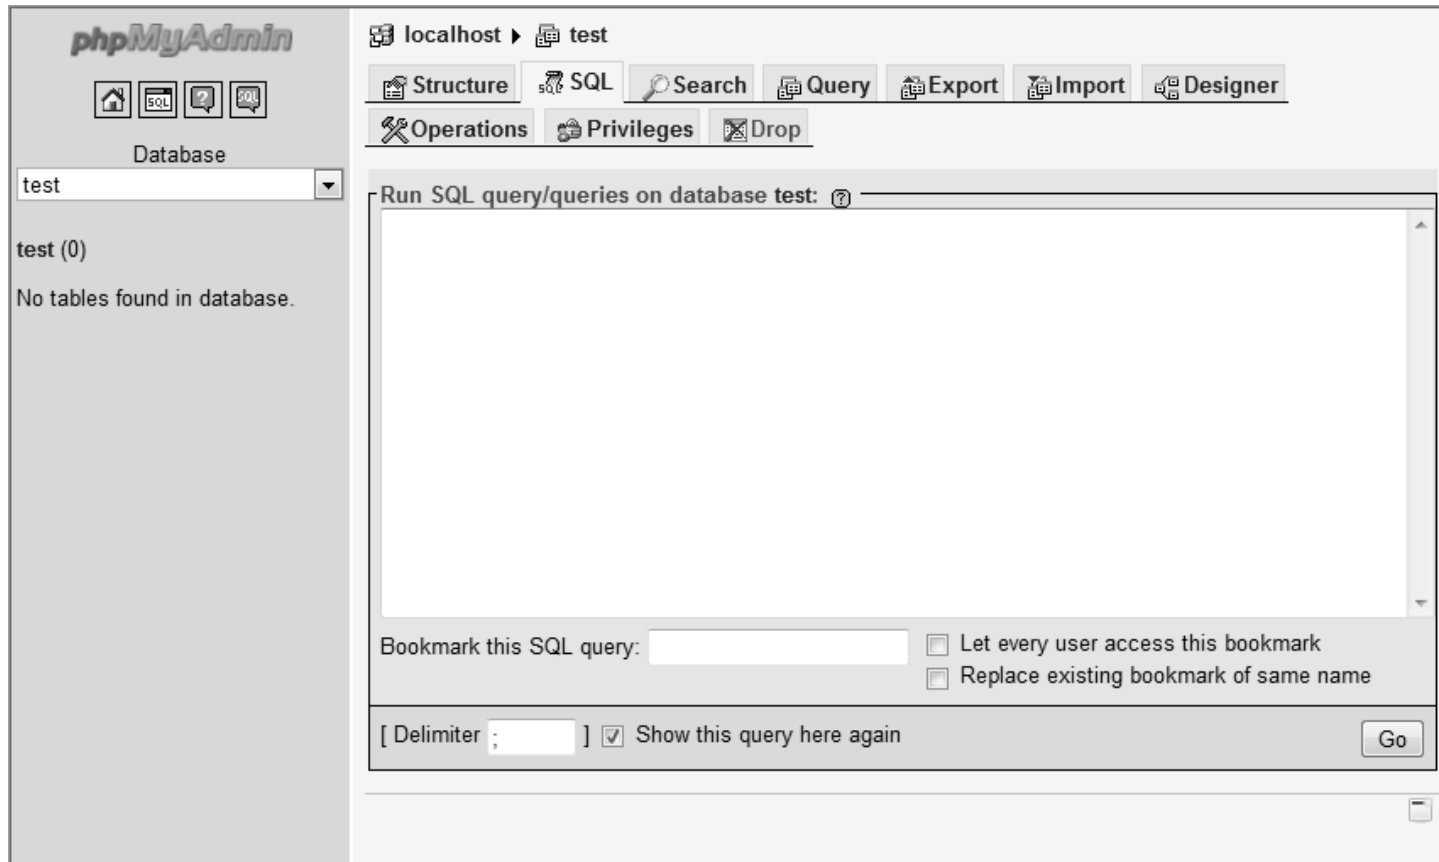 phpMyAdmin
SQL ? SQL
Database
test
test (0)
No tables found in database.
localhost test
Structure SQL Search Query Export Import Designer
Operations Privileges Drop
Run SQL query/queries on database test: ?
Bookmark this SQL query:
Let every user access this bookmark
Replace existing bookmark of same name
[ Delimiter ; ] Show this query here again
Go